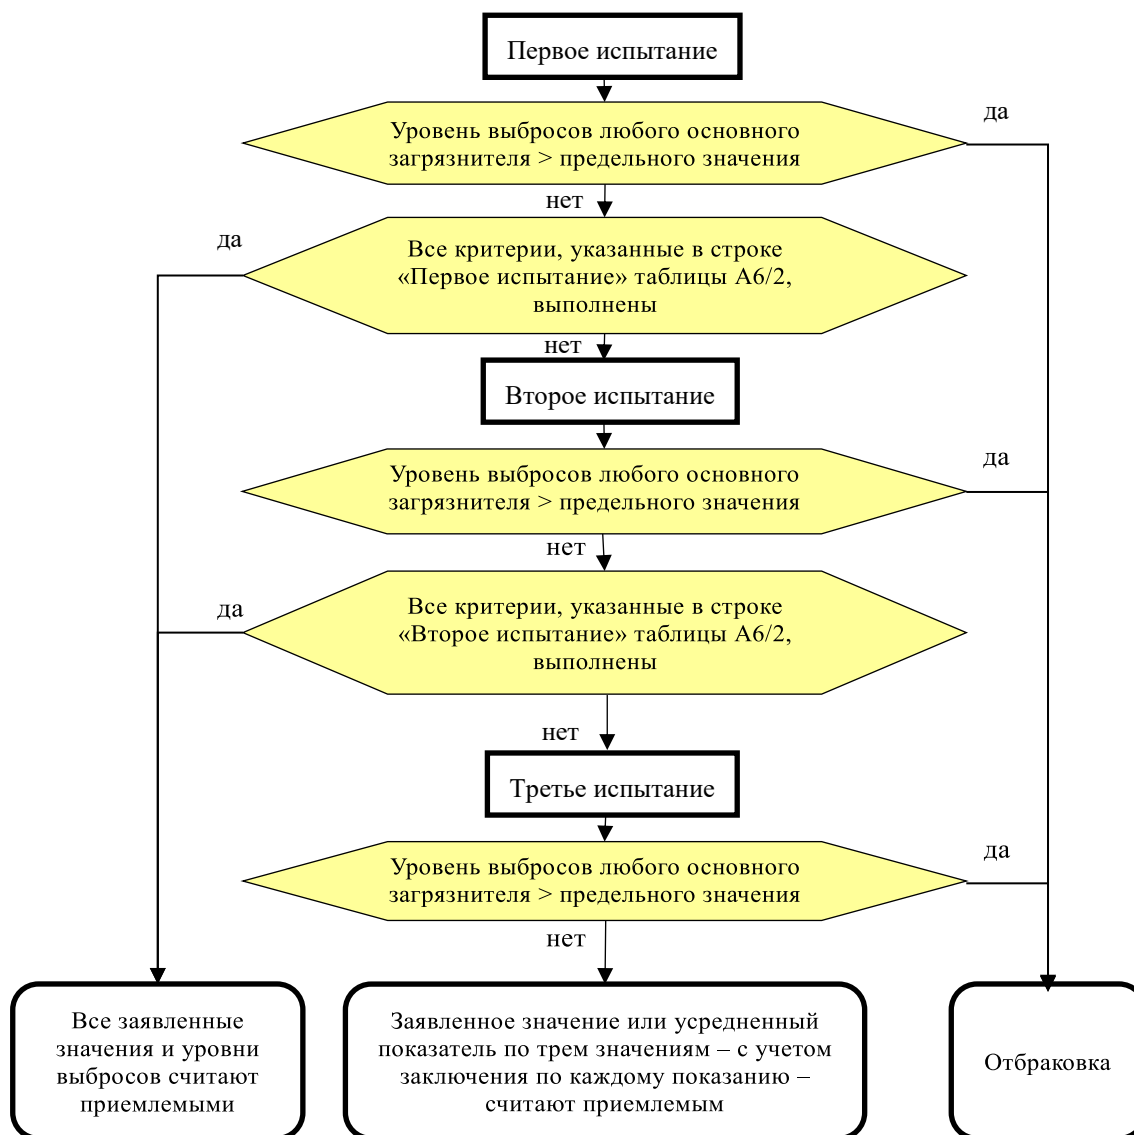 Первое испытание
да
Уровень выбросов любого основного
загрязнителя > предельного значения
нет
да
Все критерии, указанные в строке
«Первое испытание» таблицы А6/2,
выполнены
нет
Второе испытание
да
Уровень выбросов любого основного
загрязнителя > предельного значения
нет
да
Все критерии, указанные в строке
«Второе испытание» таблицы А6/2,
выполнены
нет
Третье испытание
да
Уровень выбросов любого основного
загрязнителя > предельного значения
нет
Все заявленные
значения и уровни
выбросов считают
приемлемыми
Заявленное значение или усредненный
показатель по трем значениям – с учетом
заключения по каждому показанию –
считают приемлемым
Отбраковка